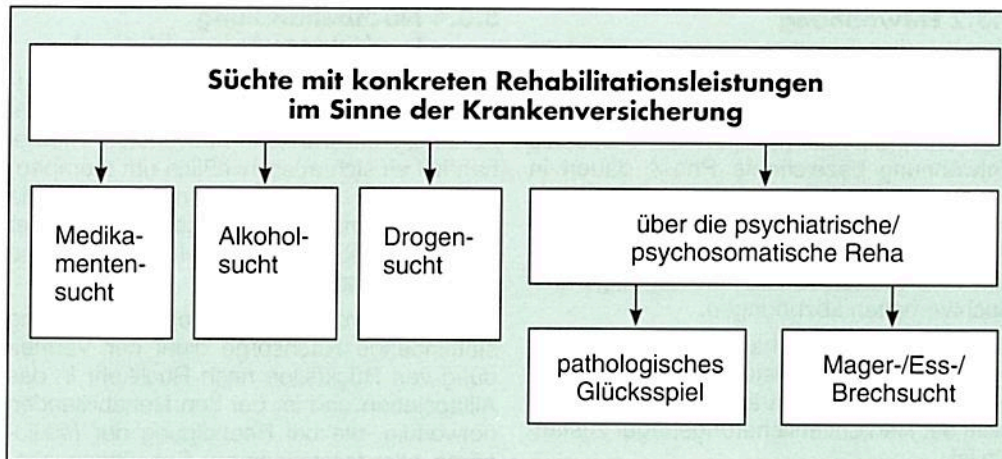 Süchte mit konkreten Rehabilitationsleistungen
im Sinne der Krankenversicherung
Medika-
menten-
sucht
Alkohol-
sucht
Drogen-
sucht
über die psychiatrische/
psychosomatische Reha
pathologisches
Glücksspiel
Mager-/Ess-/
Brechsucht